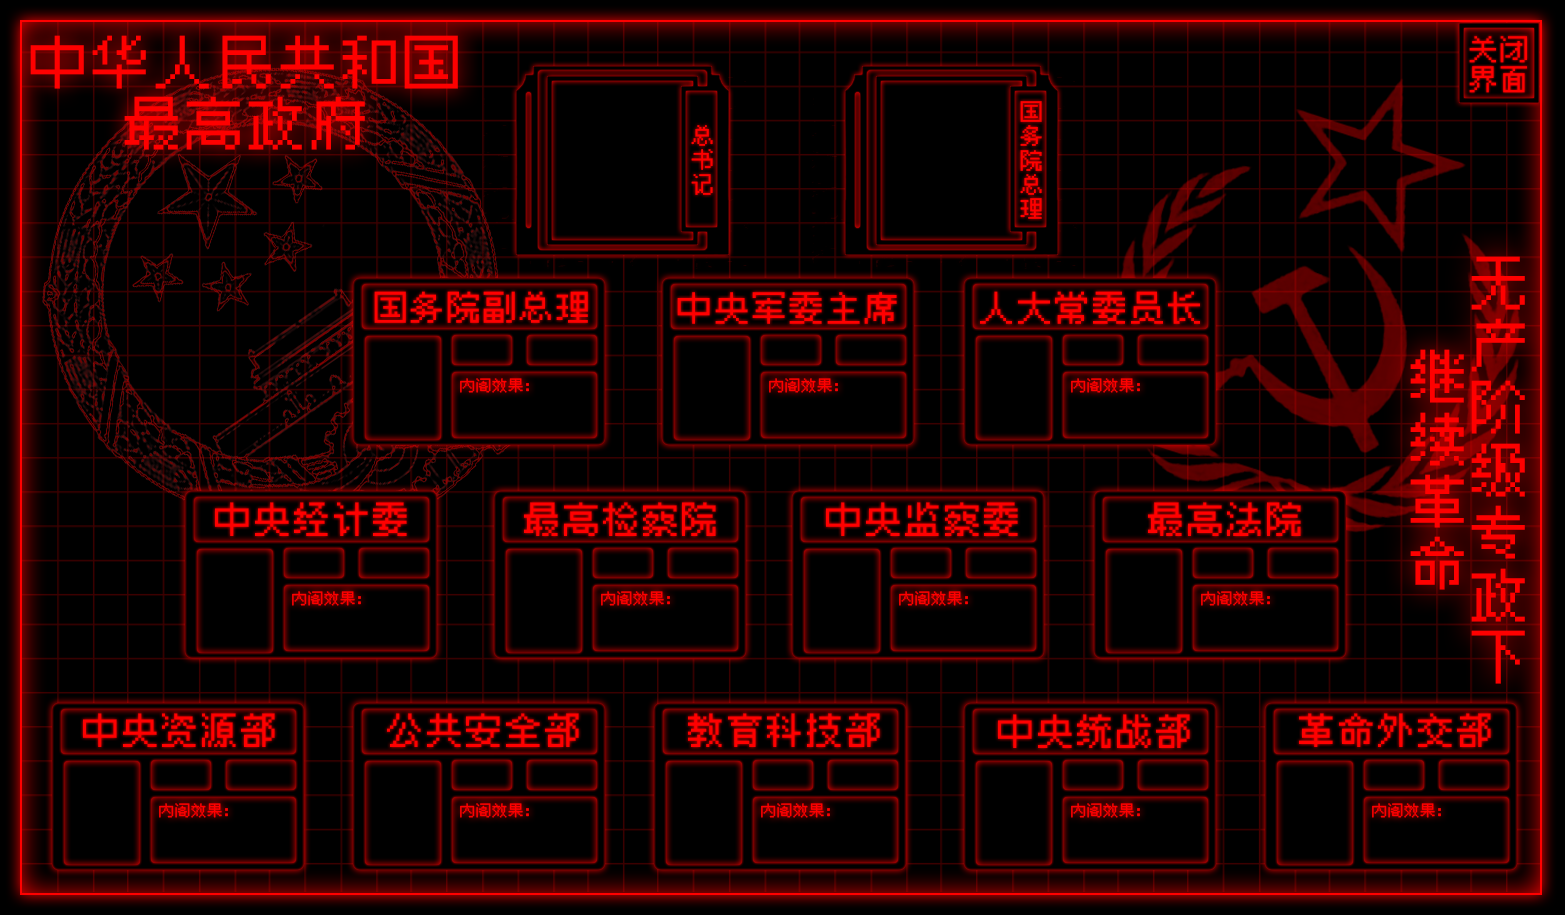 中华人民共和国
最高政府
关闭
界面
总书记
国务院总理
无产阶级专政下
继续革命
国务院副总理
内阁效果:
中央军委主席
内阁效果:
人大常委员长
内阁效果:
中央经计委
内阁效果:
最高检察院
内阁效果:
中央监察委
内阁效果:
最高法院
内阁效果:
中央资源部
内阁效果:
公共安全部
内阁效果:
教育科技部
内阁效果:
中央统战部
内阁效果:
革命外交部
内阁效果: